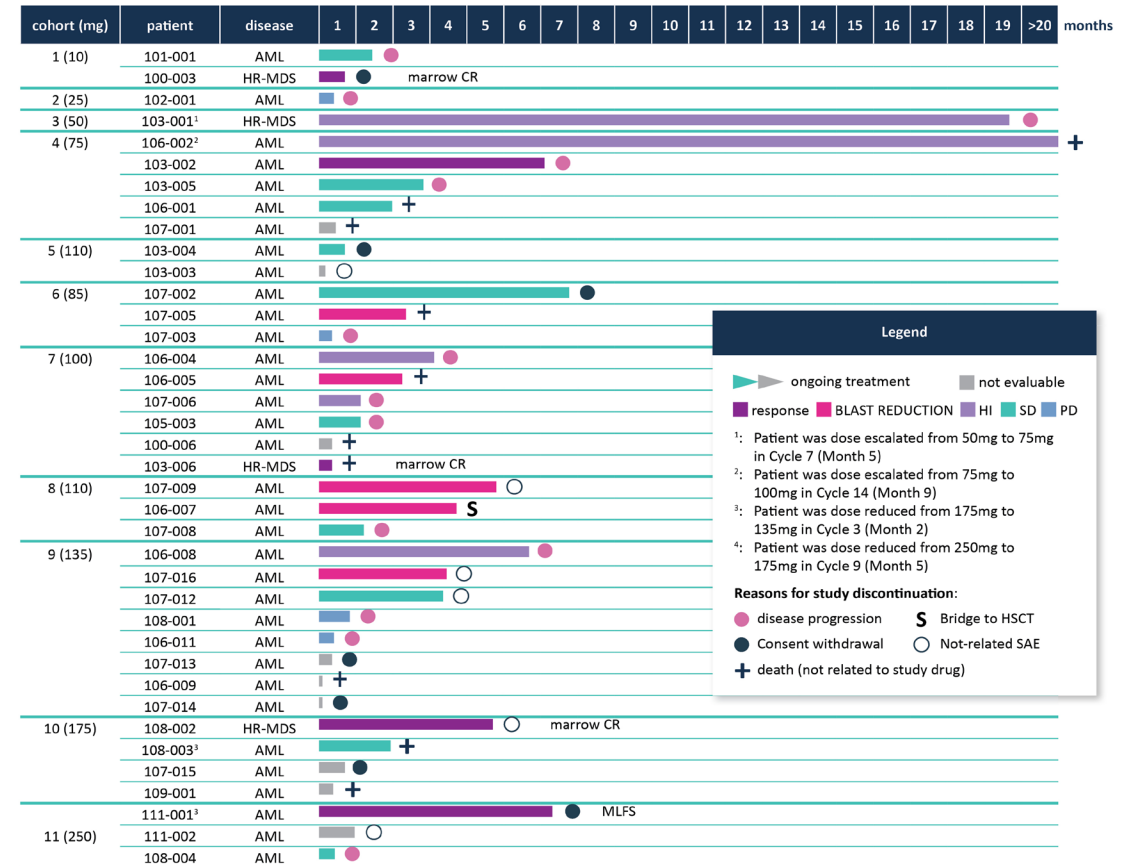 cohort (mg) patient disease 1 2 3 4 5 6 7 8 9 10 11 12 13 14 15 16 17 18 19 >20 months
1 (10) 101-001 AML
100-003 HR-MDS marrow CR
2 (25) 102-001 AML
3 (50) 103-001¹ HR-MDS
4 (75) 106-002² AML
103-002 AML
103-005 AML
106-001 AML
107-001 AML
5 (110) 103-004 AML
103-003 AML
6 (85) 107-002 AML
107-005 AML
107-003 AML
7 (100) 106-004 AML
106-005 AML
107-006 AML
105-003 AML
100-006 AML
103-006 HR-MDS marrow CR
8 (110) 107-009 AML
106-007 AML S
107-008 AML
9 (135) 106-008 AML
107-016 AML
107-012 AML
108-001 AML
106-011 AML
107-013 AML
106-009 AML
107-014 AML
10 (175) 108-002 HR-MDS marrow CR
108-003³ AML
107-015 AML
109-001 AML
111-001³ AML MLFS
11 (250) 111-002 AML
108-004 AML
Legend
ongoing treatment not evaluable
response BLAST REDUCTION HI SD PD
¹: Patient was dose escalated from 50mg to 75mg
in Cycle 7 (Month 5)
²: Patient was dose escalated from 75mg to
100mg in Cycle 14 (Month 9)
³: Patient was dose reduced from 175mg to
135mg in Cycle 3 (Month 2)
⁴: Patient was dose reduced from 250mg to
175mg in Cycle 9 (Month 5)
Reasons for study discontinuation:
disease progression S Bridge to HSCT
Consent withdrawal Not-related SAE
death (not related to study drug)